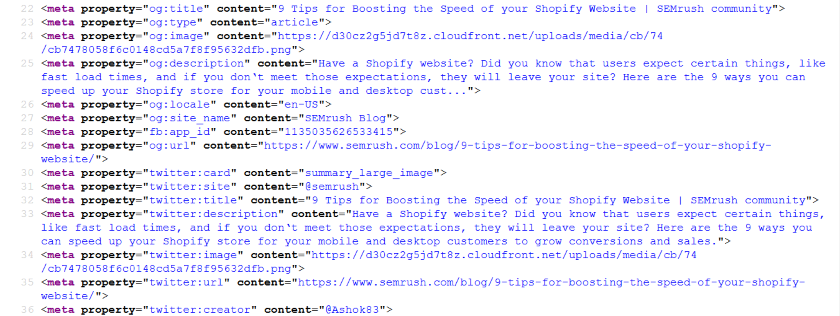 22 <meta property="og:title" content="9 Tips for Boosting the Speed of your Shopify Website | SEMrush community">
23 <meta property="og:type" content="article">
24 <meta property="og:image" content="https://d30cz2g5jd7t8z.cloudfront.net/uploads/media/cb/74
/cb7478058f6c0148cd5a7f8f95632dfb.png">
25 <meta property="og:description" content="Have a Shopify website? Did you know that users expect certain things, like
fast load times, and if you don`t meet those expectations, they will leave your site? Here are the 9 ways you can
speed up your Shopify store for your mobile and desktop cust...">
26 <meta property="og:locale" content="en-US">
27 <meta property="og:site_name" content="SEMrush Blog">
28 <meta property="fb:app_id" content="1135035626533415">
29 <meta property="og:url" content="https://www.semrush.com/blog/9-tips-for-boosting-the-speed-of-your-shopify-
website/">
30 <meta property="twitter:card" content="summary_large_image">
31 <meta property="twitter:site" content="@semrush">
32 <meta property="twitter:title" content="9 Tips for Boosting the Speed of your Shopify Website | SEMrush community">
33 <meta property="twitter:description" content="Have a Shopify website? Did you know that users expect certain things,
like fast load times, and if you don`t meet those expectations, they will leave your site? Here are the 9 ways you
can speed up your Shopify store for your mobile and desktop customers to grow conversions and sales.">
34 <meta property="twitter:image" content="https://d30cz2g5jd7t8z.cloudfront.net/uploads/media/cb/74
/cb7478058f6c0148cd5a7f8f95632dfb.png">
35 <meta property="twitter:url" content="https://www.semrush.com/blog/9-tips-for-boosting-the-speed-of-your-shopify-
website/">
36 <meta property="twitter:creator" content="@Ashok83">